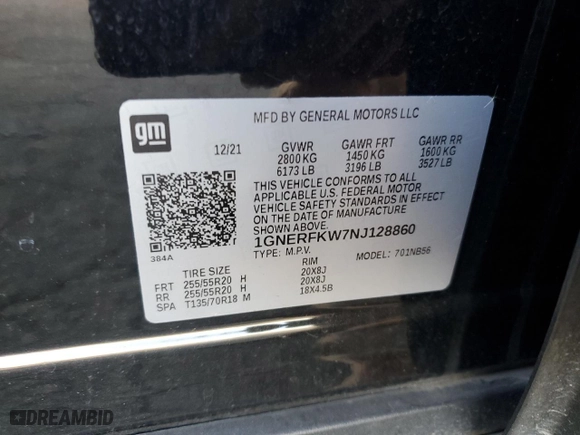 gm
MFD BY GENERAL MOTORS LLC
12/21 GVWR GAWR FRT GAWR RR
2800 KG 1450 KG 1600 KG
6173 LB 3196 LB 3527 LB
THIS VEHICLE CONFORMS TO ALL
APPLICABLE U.S. FEDERAL MOTOR
VEHICLE SAFETY STANDARDS IN EFFECT
ON THE DATE OF MANUFACTURE
SHOWN ABOVE.
384A 1GNERFKW7NJ128860
TYPE: M.P.V. MODEL: 701NB56
TIRE SIZE RIM
FRT 255/55R20 H 20X8J
RR 255/55R20 H 20X8J
SPA T135/70R18 M 18X4.5B
DREAMBID